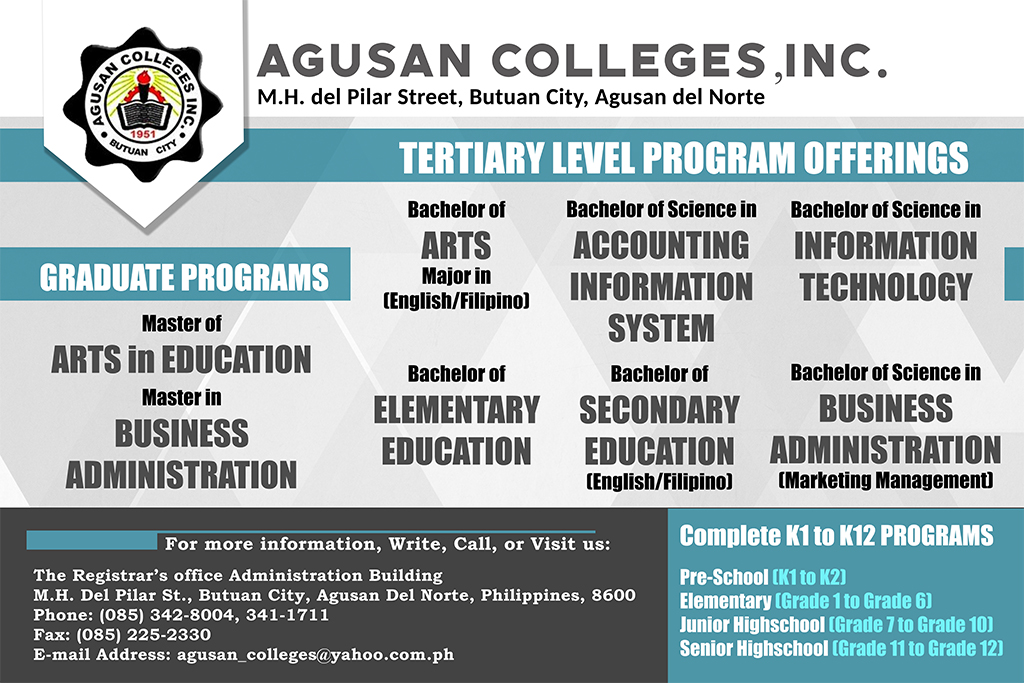 AGUSAN COLLEGES INC.
1951
BUTUAN CITY
AGUSAN COLLEGES,INC.
M.H. del Pilar Street, Butuan City, Agusan del Norte
TERTIARY LEVEL PROGRAM OFFERINGS
Bachelor of
ARTS
Major in
(English/Filipino)
Bachelor of Science in
ACCOUNTING
INFORMATION
SYSTEM
Bachelor of Science in
INFORMATION
TECHNOLOGY
Bachelor of
ELEMENTARY
EDUCATION
Bachelor of
SECONDARY
EDUCATION
(English/Filipino)
Bachelor of Science in
BUSINESS
ADMINISTRATION
(Marketing Management)
GRADUATE PROGRAMS
Master of
ARTS in EDUCATION
Master in
BUSINESS
ADMINISTRATION
For more information, Write, Call, or Visit us:
The Registrar's office Administration Building
M.H. Del Pilar St., Butuan City, Agusan Del Norte, Philippines, 8600
Phone: (085) 342-8004, 341-1711
Fax: (085) 225-2330
E-mail Address: agusan_colleges@yahoo.com.ph
Complete K1 to K12 PROGRAMS
Pre-School (K1 to K2)
Elementary (Grade 1 to Grade 6)
Junior Highschool (Grade 7 to Grade 10)
Senior Highschool (Grade 11 to Grade 12)